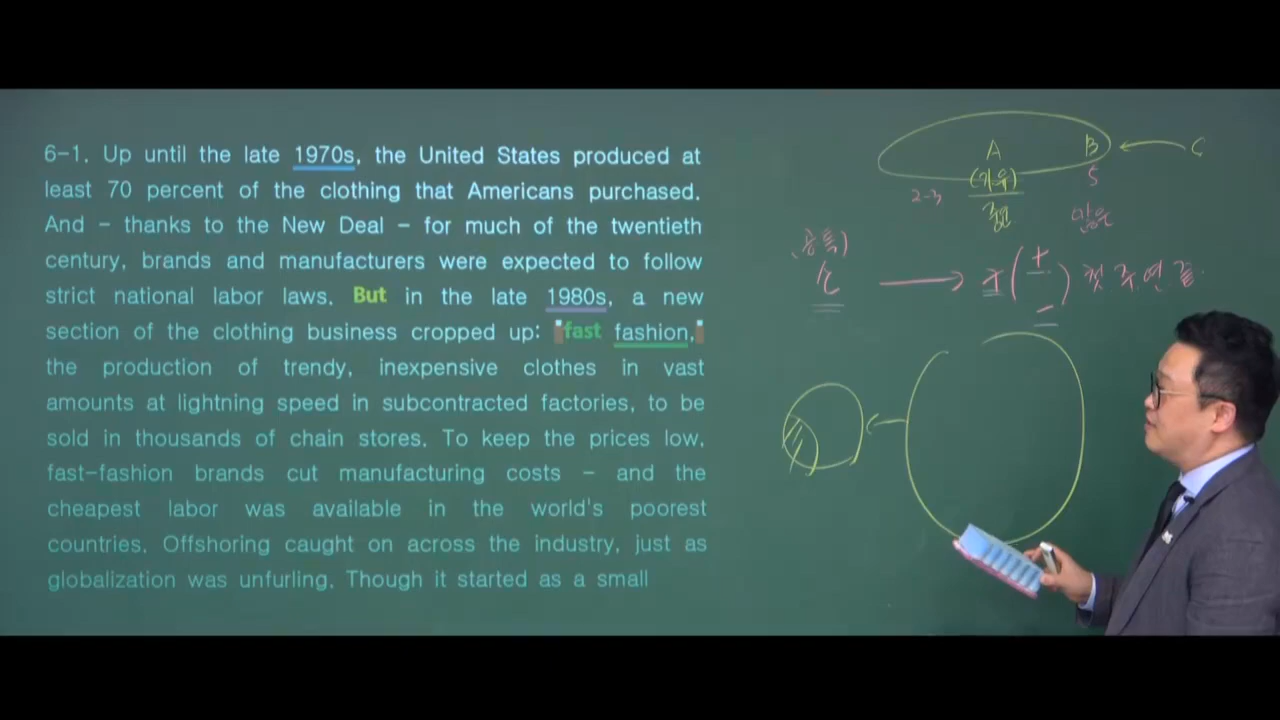 6-1. Up until the late 1970s, the United States produced at
least 70 percent of the clothing that Americans purchased.
And - thanks to the New Deal - for much of the twentieth
century, brands and manufacturers were expected to follow
strict national labor laws. But in the late 1980s, a new
section of the clothing business cropped up: "fast fashion,"
the production of trendy, inexpensive clothes in vast
amounts at lightning speed in subcontracted factories, to be
sold in thousands of chain stores. To keep the prices low,
fast-fashion brands cut manufacturing costs - and the
cheapest labor was available in the world's poorest
countries. Offshoring caught on across the industry, just as
globalization was unfurling. Though it started as a small
A B C
5
2-3
+
-